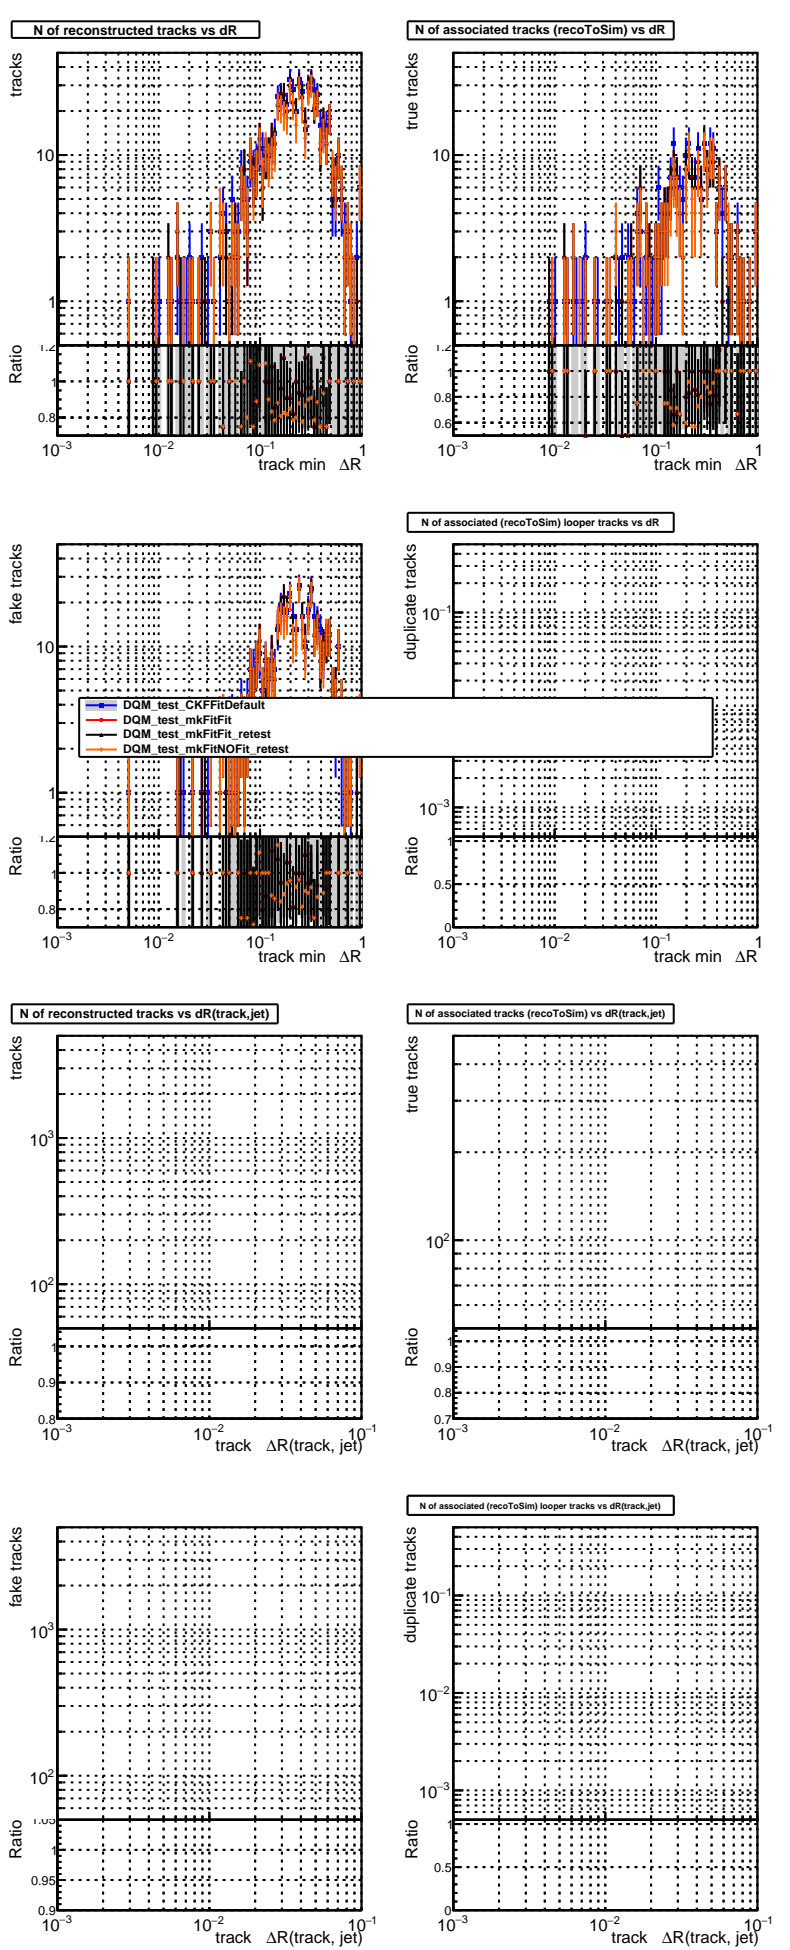 N of reconstructed tracks vs dR
tracks
10
1
Ratio
1.2
1
0.8
10⁻³ 10⁻² 10⁻¹ 1
track min ΔR
N of associated tracks (recoToSim) vs dR
true tracks
10
1
Ratio
1.2
1
0.8
0.6
10⁻³ 10⁻² 10⁻¹ 1
track min ΔR
fake tracks
10
1
Ratio
1.2
1
0.8
10⁻³ 10⁻² 10⁻¹ 1
track min ΔR
N of associated (recoToSim) looper tracks vs dR
duplicate tracks
10⁻¹
10⁻³
Ratio
1
0.5
0
10⁻³ 10⁻² 10⁻¹ 1
track min ΔR
DQM_test_CKFFitDefault
DQM_test_mkFitFit
DQM_test_mkFitFit_retest
DQM_test_mkFitNOFit_retest
N of reconstructed tracks vs dR(track,jet)
tracks
10³
10²
Ratio
1
0.9
0.8
10⁻³ 10⁻² 10⁻¹
track ΔR(track, jet)
N of associated tracks (recoToSim) vs dR(track,jet)
true tracks
10²
Ratio
1
0.9
0.8
0.7
10⁻³ 10⁻² 10⁻¹
track ΔR(track, jet)
fake tracks
10³
10²
Ratio
1.05
1
0.95
0.9
10⁻³ 10⁻² 10⁻¹
track ΔR(track, jet)
N of associated (recoToSim) looper tracks vs dR(track,jet)
duplicate tracks
10⁻¹
10⁻²
10⁻³
Ratio
1
0.5
0
10⁻³ 10⁻² 10⁻¹
track ΔR(track, jet)